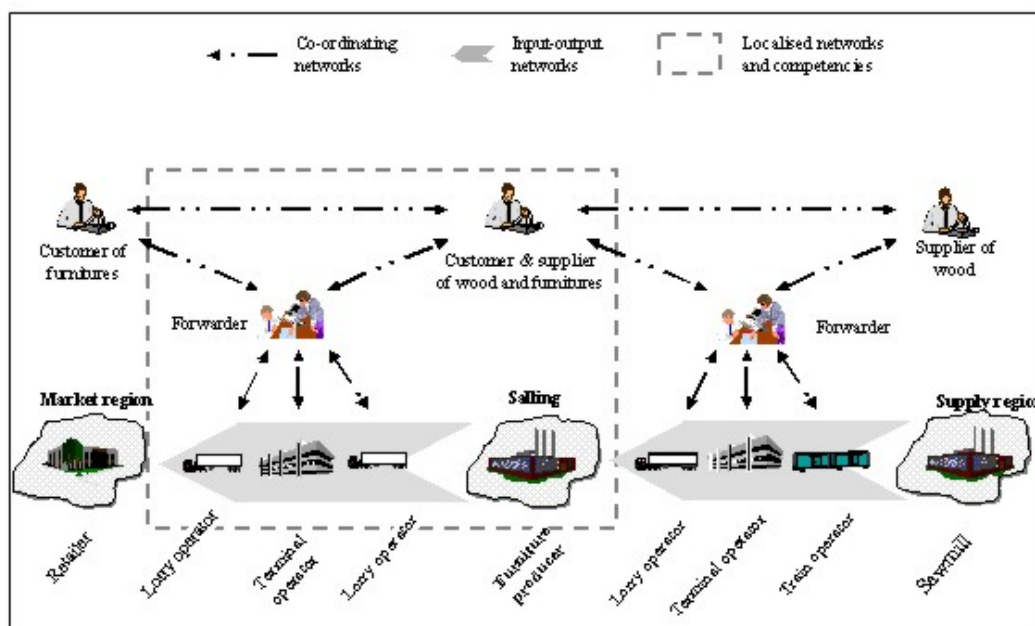 Co-ordinating
networks
Input-output
networks
Localised networks
and competencies
Customer of
furnitures
Customer & supplier
of wood and furnitures
Supplier of
wood
Forwarder
Forwarder
Market region
Salling
Supply region
Retailer
Lorry operator
Terminal
operator
Lorry operator
Furniture
producer
Lorry operator
Terminal operator
Train operator
Sawmill